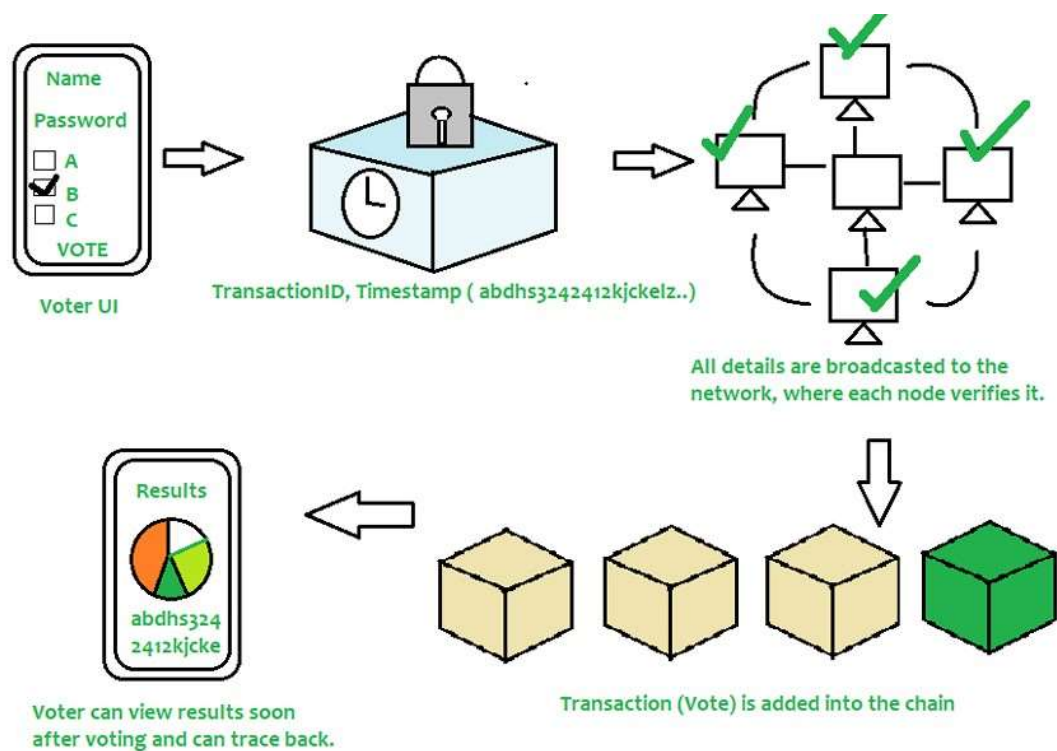 Name
Password
A
B
C
VOTE
Voter UI
TransactionID, Timestamp ( abdhs3242412kjckelz..)
All details are broadcasted to the
network, where each node verifies it.
Results
abdhs324
2412kjcke
Voter can view results soon
after voting and can trace back.
Transaction (Vote) is added into the chain